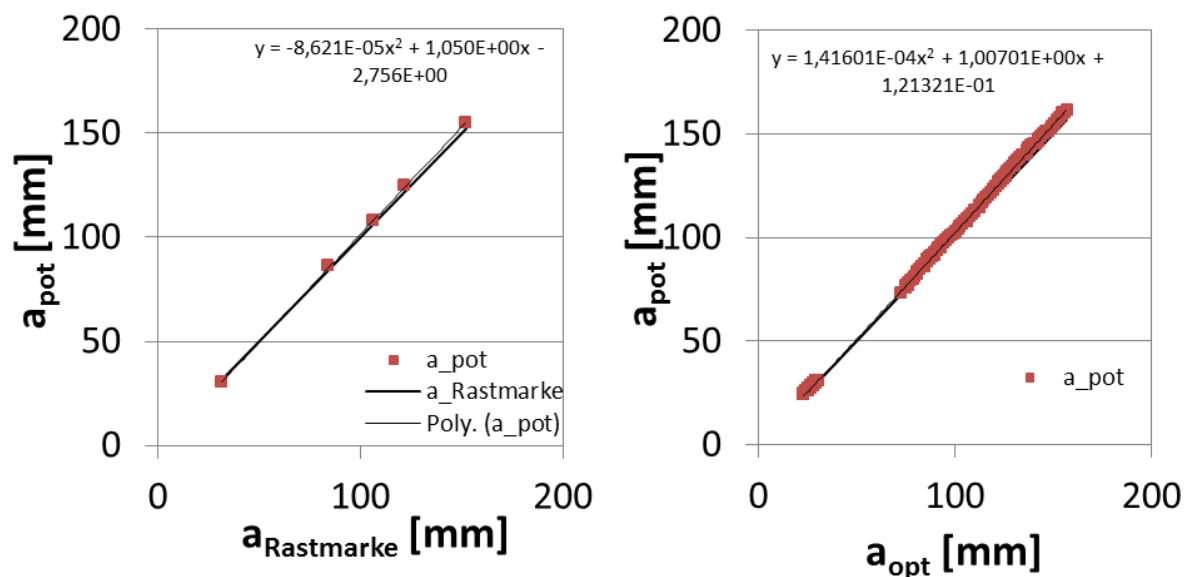 200
y = -8,621E-05x² + 1,050E+00x -
2,756E+00
150
100
50
0
a_pot
a_Rastmarke
Poly. (a_pot)
0 100 200
a_Rastmarke [mm]
a_pot [mm]
200
y = 1,41601E-04x² + 1,00701E+00x +
1,21321E-01
150
100
50
0
a_pot
0 100 200
a_opt [mm]
a_pot [mm]